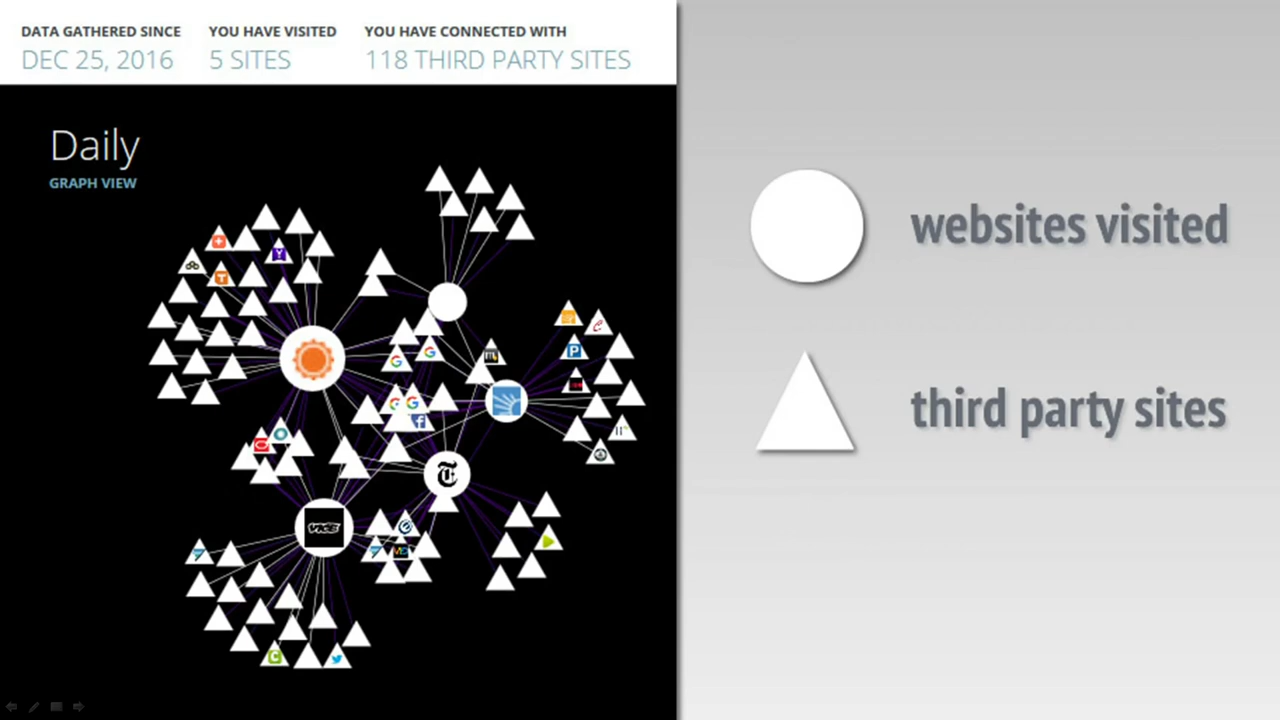 DATA GATHERED SINCE
DEC 25, 2016
YOU HAVE VISITED
5 SITES
YOU HAVE CONNECTED WITH
118 THIRD PARTY SITES
Daily
GRAPH VIEW
VICE
websites visited
third party sites